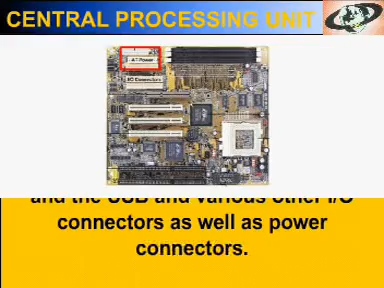 CENTRAL PROCESSING UNIT
AT Power
I/O Connectors
and the USB and various other I/O
connectors as well as power
connectors.